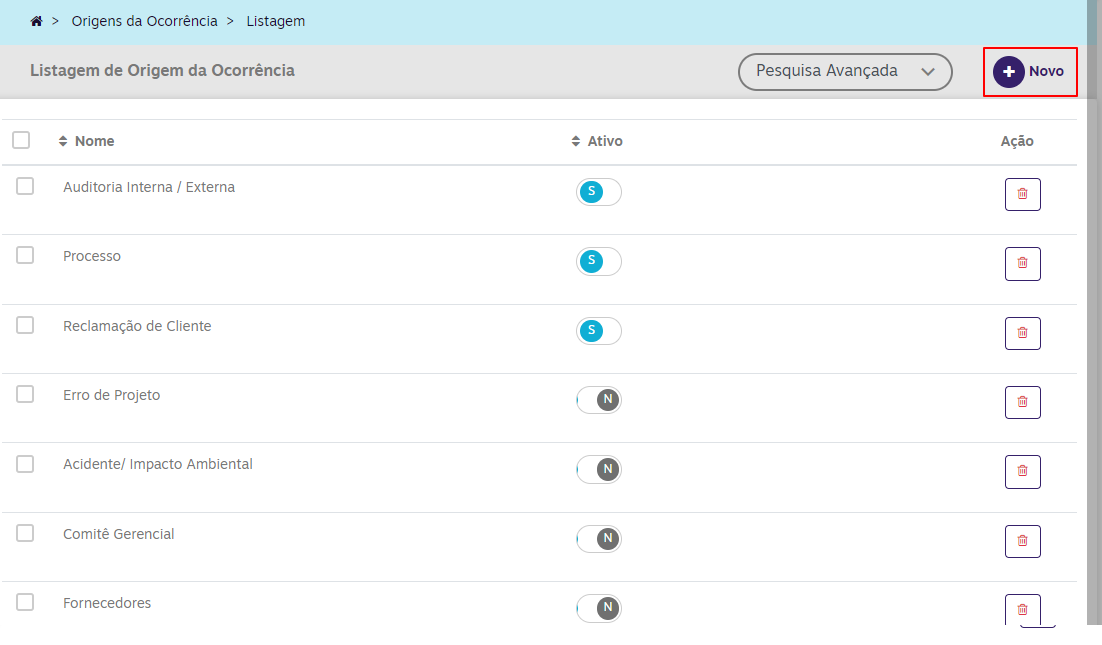 > Origens da Ocorrência > Listagem
Listagem de Origem da Ocorrência
Pesquisa Avançada
Novo
Nome Ativo Ação
Auditoria Interna / Externa S
Processo S
Reclamação de Cliente S
Erro de Projeto N
Acidente/ Impacto Ambiental N
Comitê Gerencial N
Fornecedores N